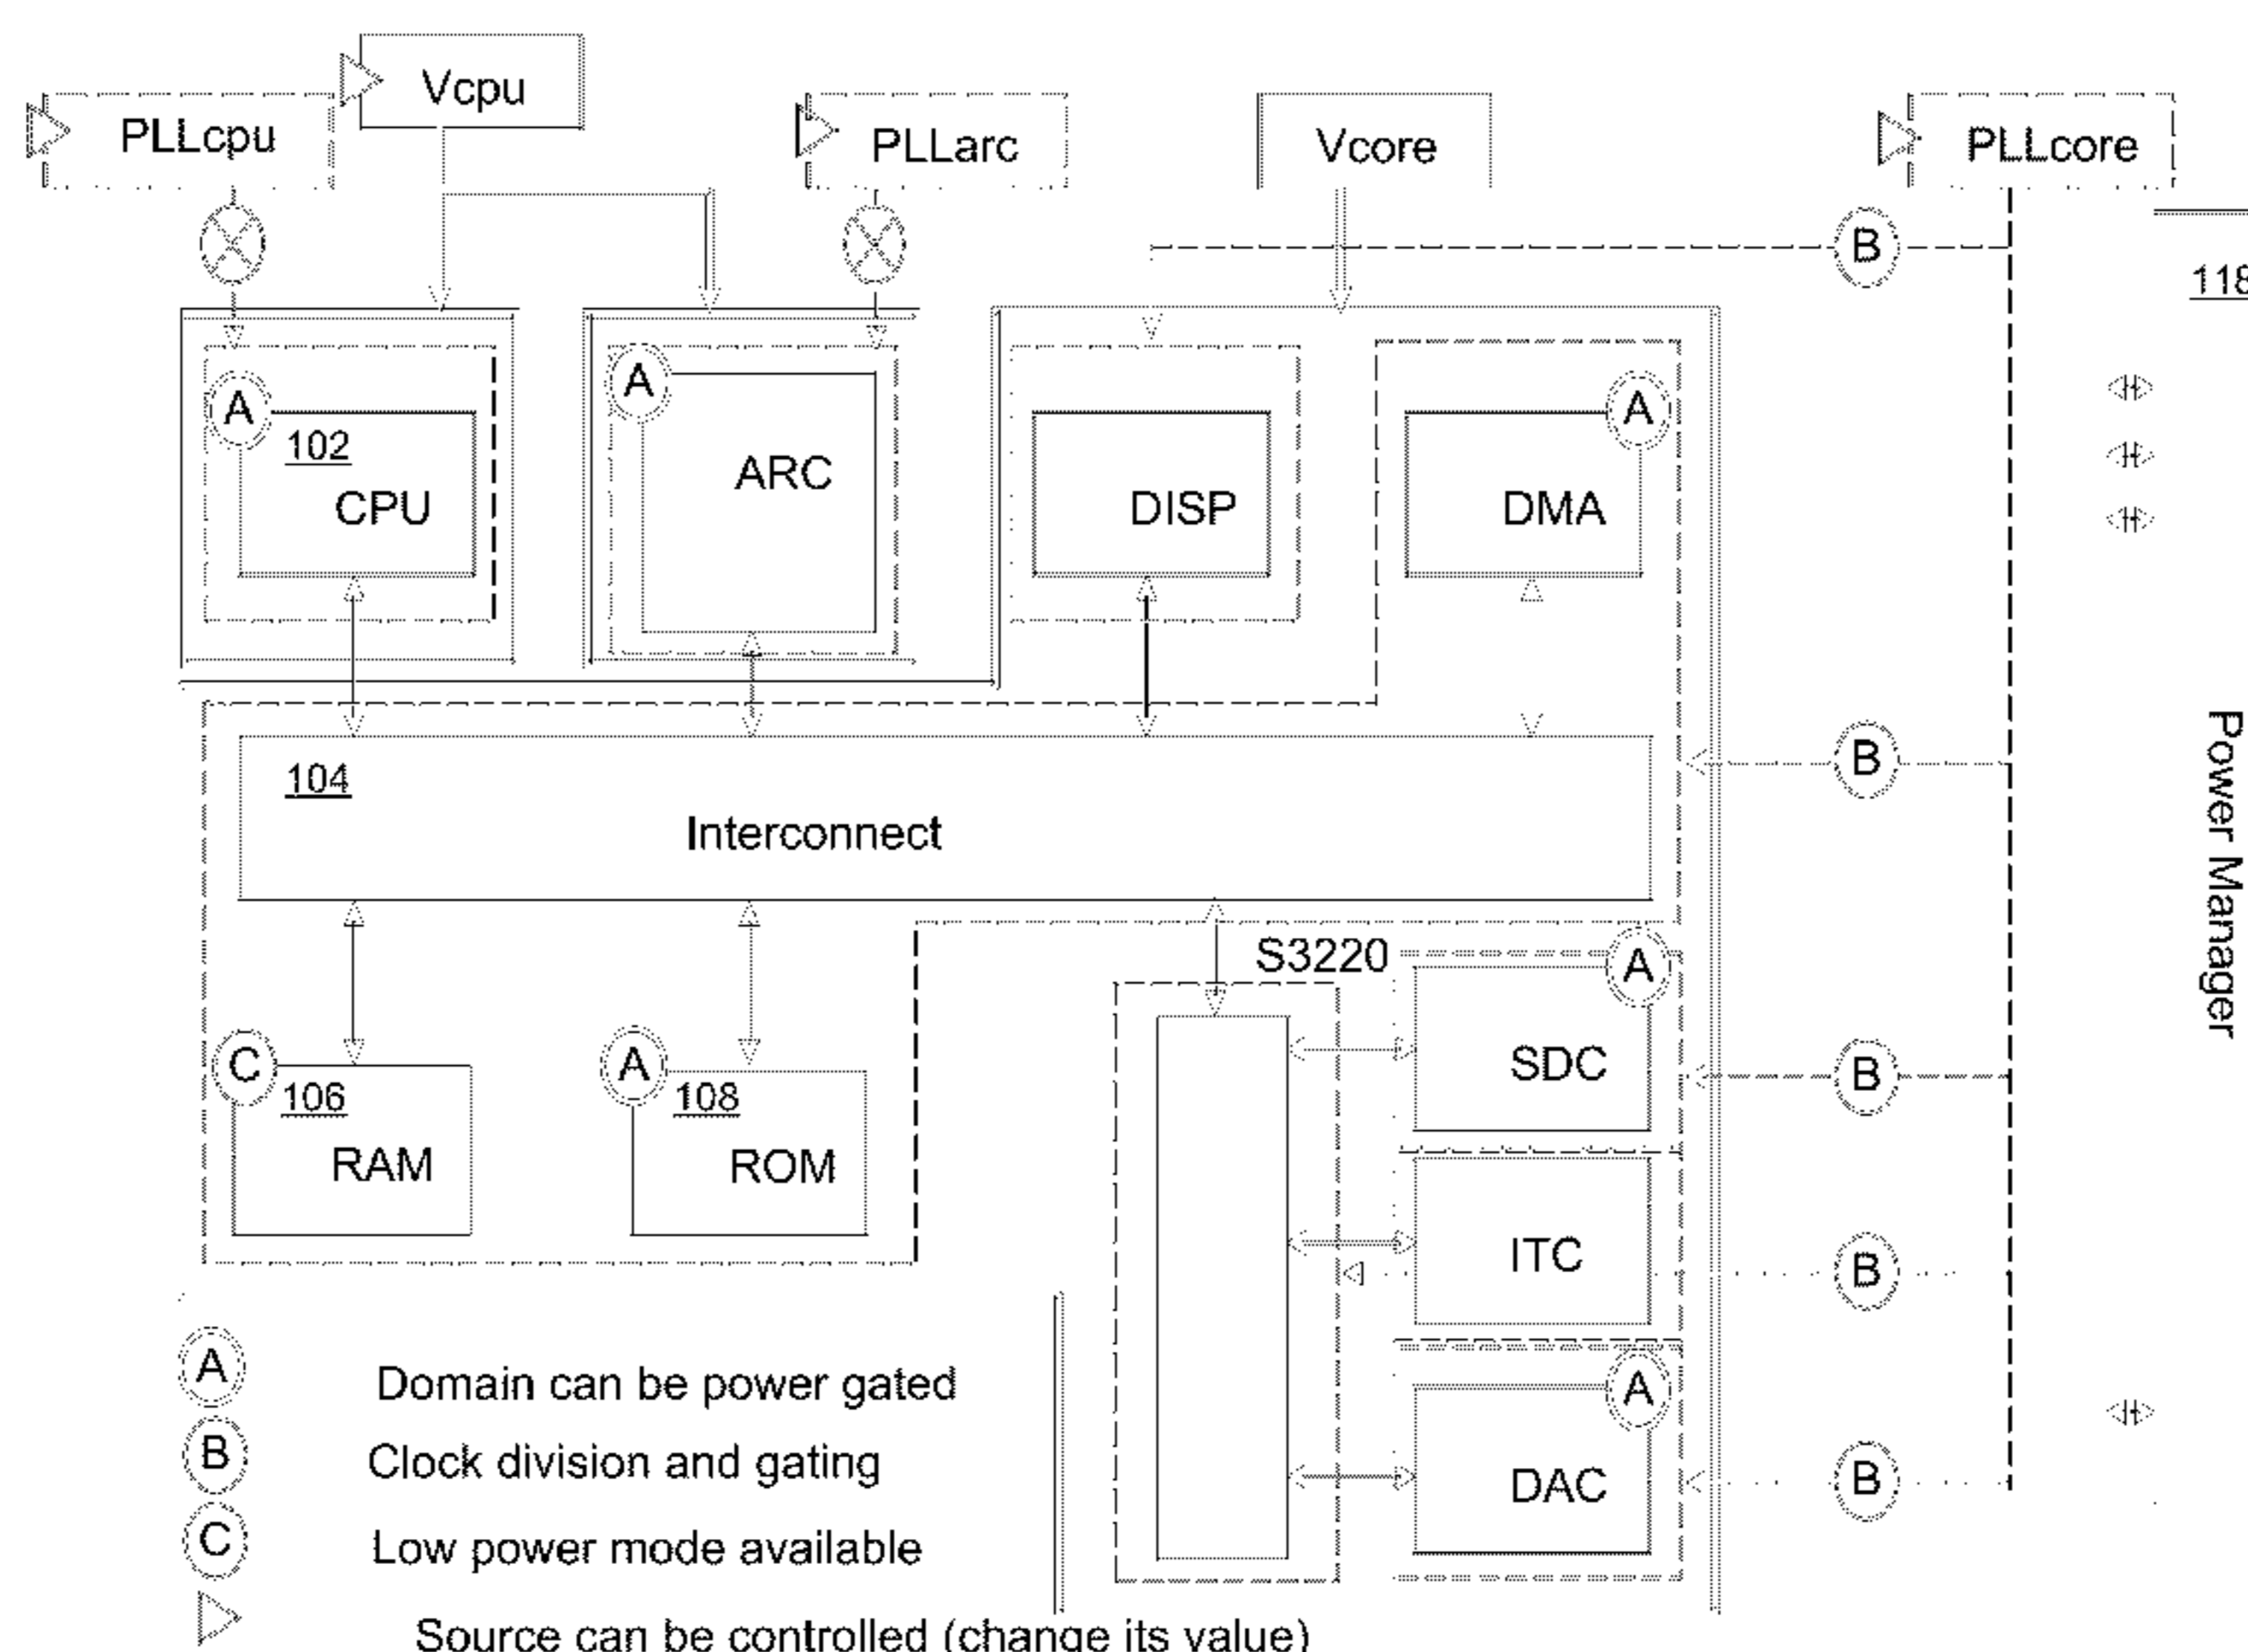 Vcpu
PLLcpu
PLLarc
Vcore
PLLcore
B
118
A
A
A
102
CPU
ARC
DISP
DMA
Power Manager
B
104
Interconnect
S3220
A
C
106
RAM
A
108
ROM
SDC
B
ITC
B
A
DAC
B
A Domain can be power gated
B Clock division and gating
C Low power mode available
Source can be controlled (change its value)